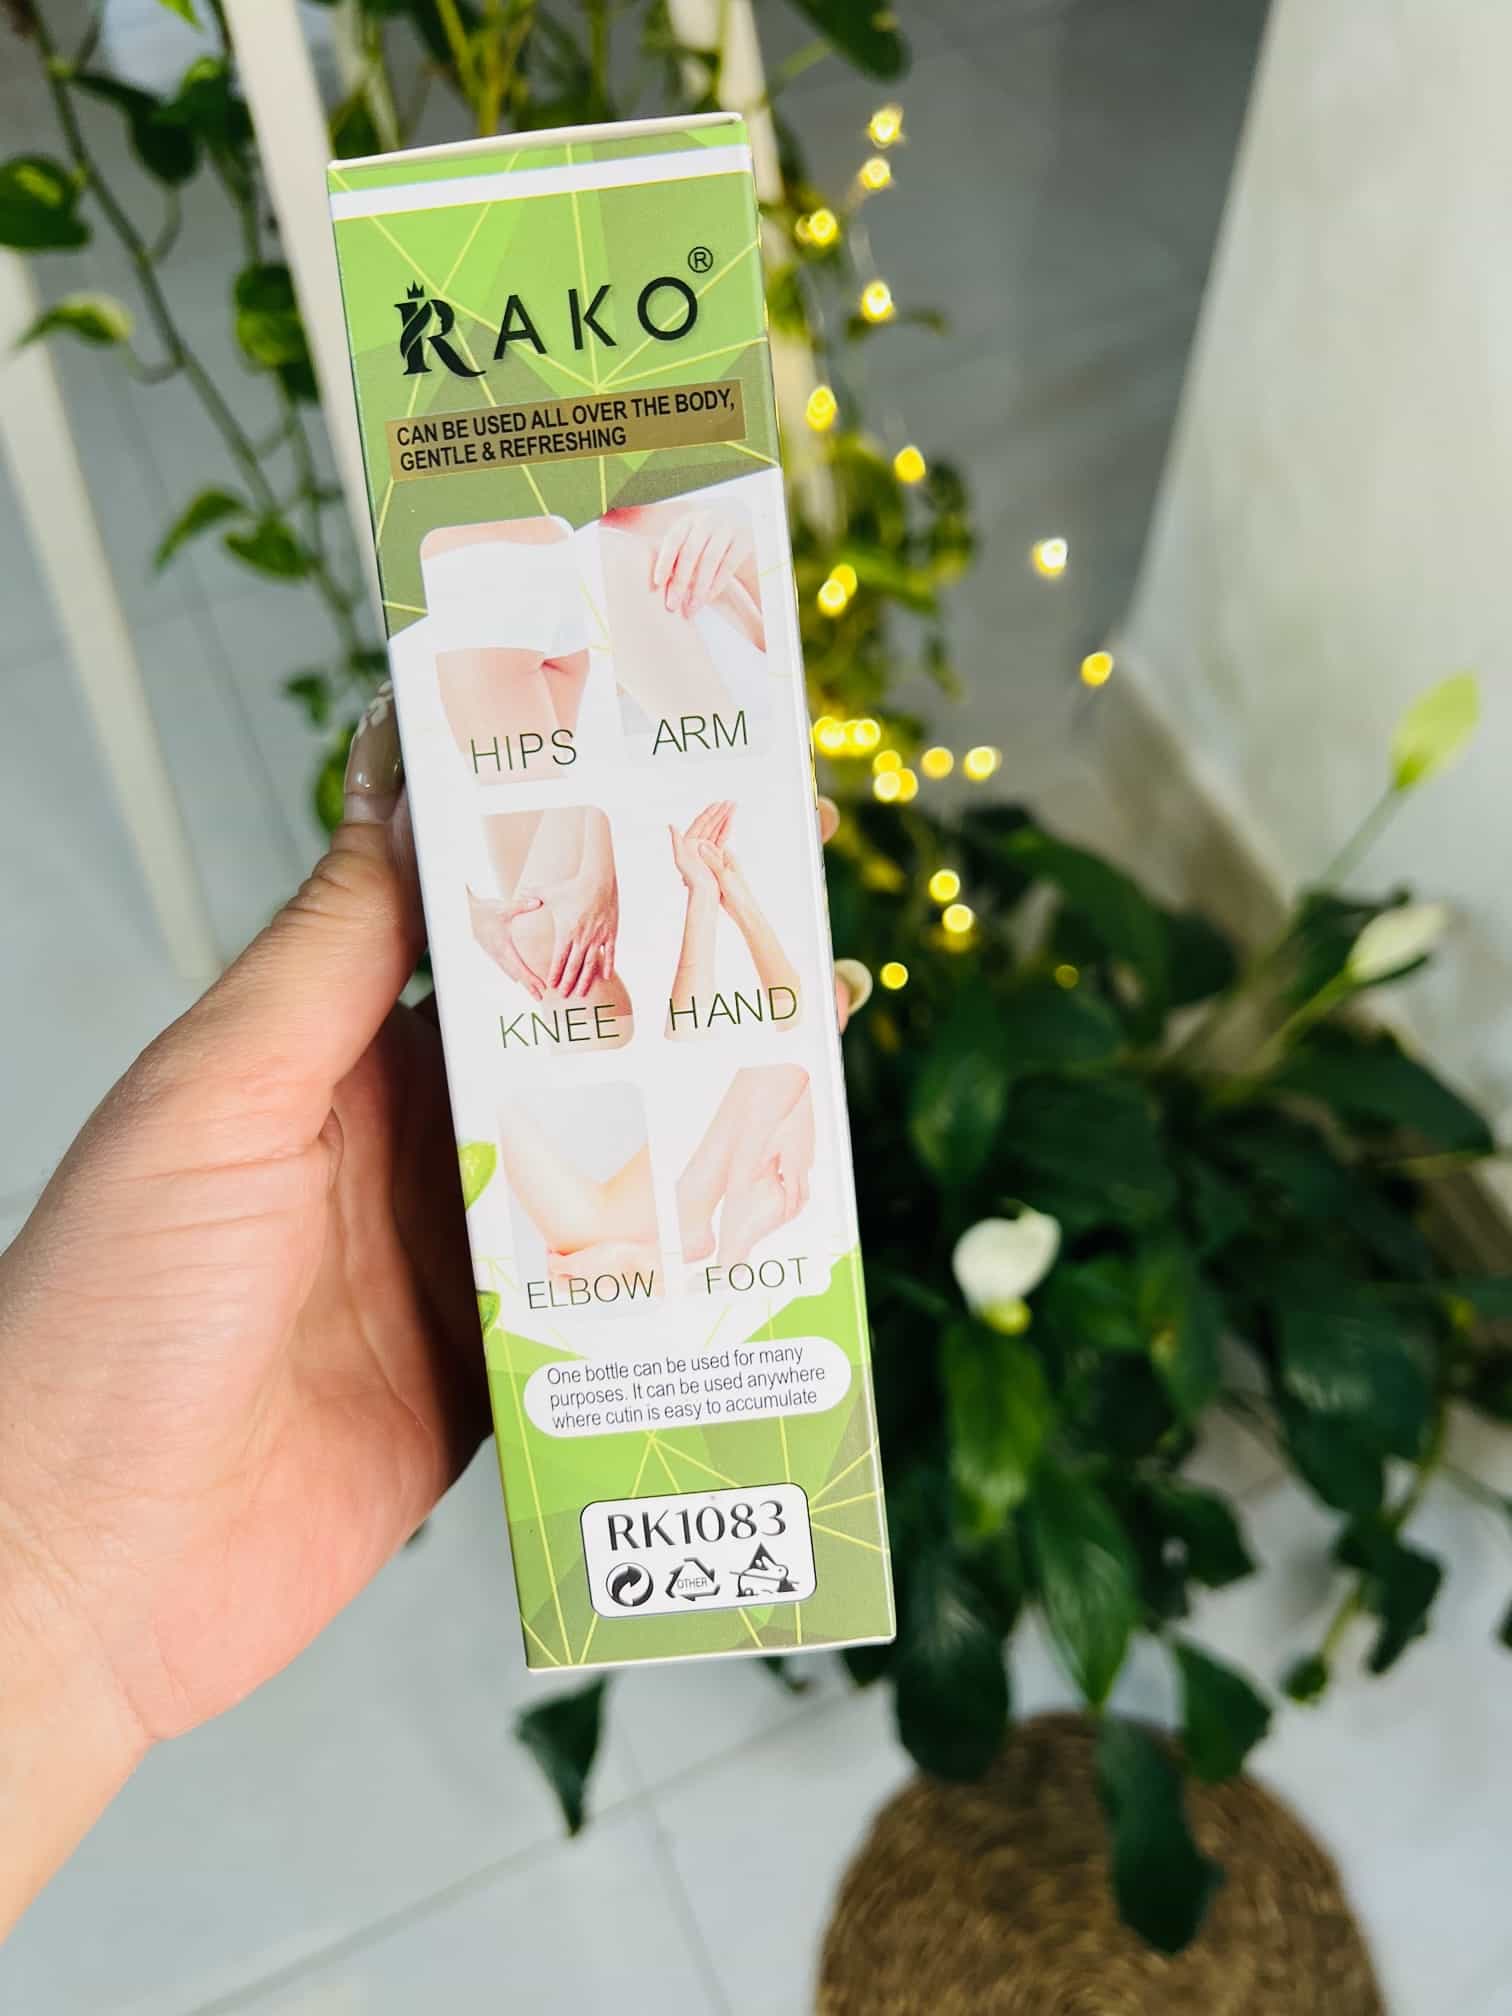 RAKO®
CAN BE USED ALL OVER THE BODY,
GENTLE & REFRESHING
HIPS
ARM
KNEE
HAND
ELBOW
FOOT
One bottle can be used for many
purposes. It can be used anywhere
where cutin is easy to accumulate
RK1083
OTHER